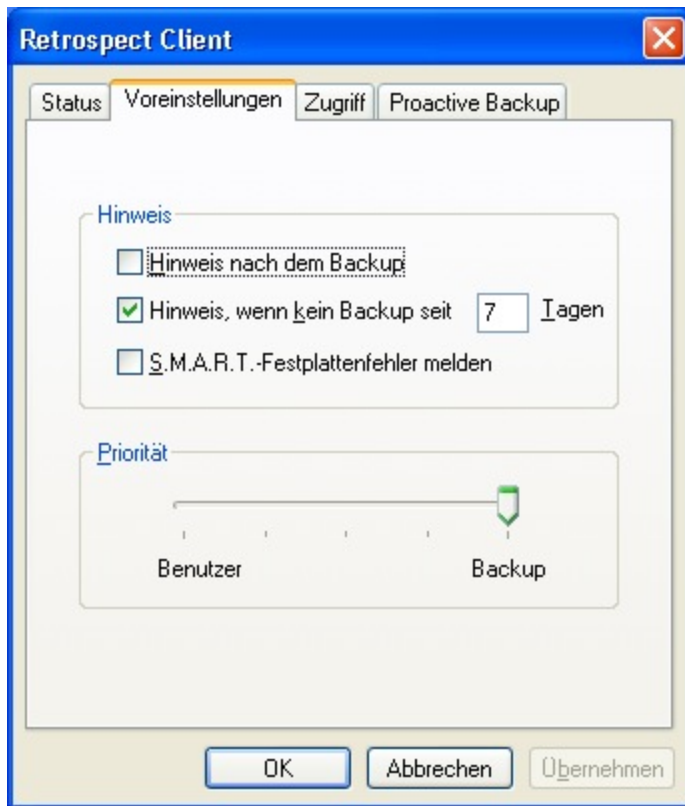 Retrospect Client
Status Voreinstellungen Zugriff Proactive Backup
Hinweis
Hinweis nach dem Backup
Hinweis, wenn kein Backup seit 7 Tagen
S.M.A.R.T.-Festplattenfehler melden
Priorität
Benutzer Backup
OK Abbrechen Übernehmen